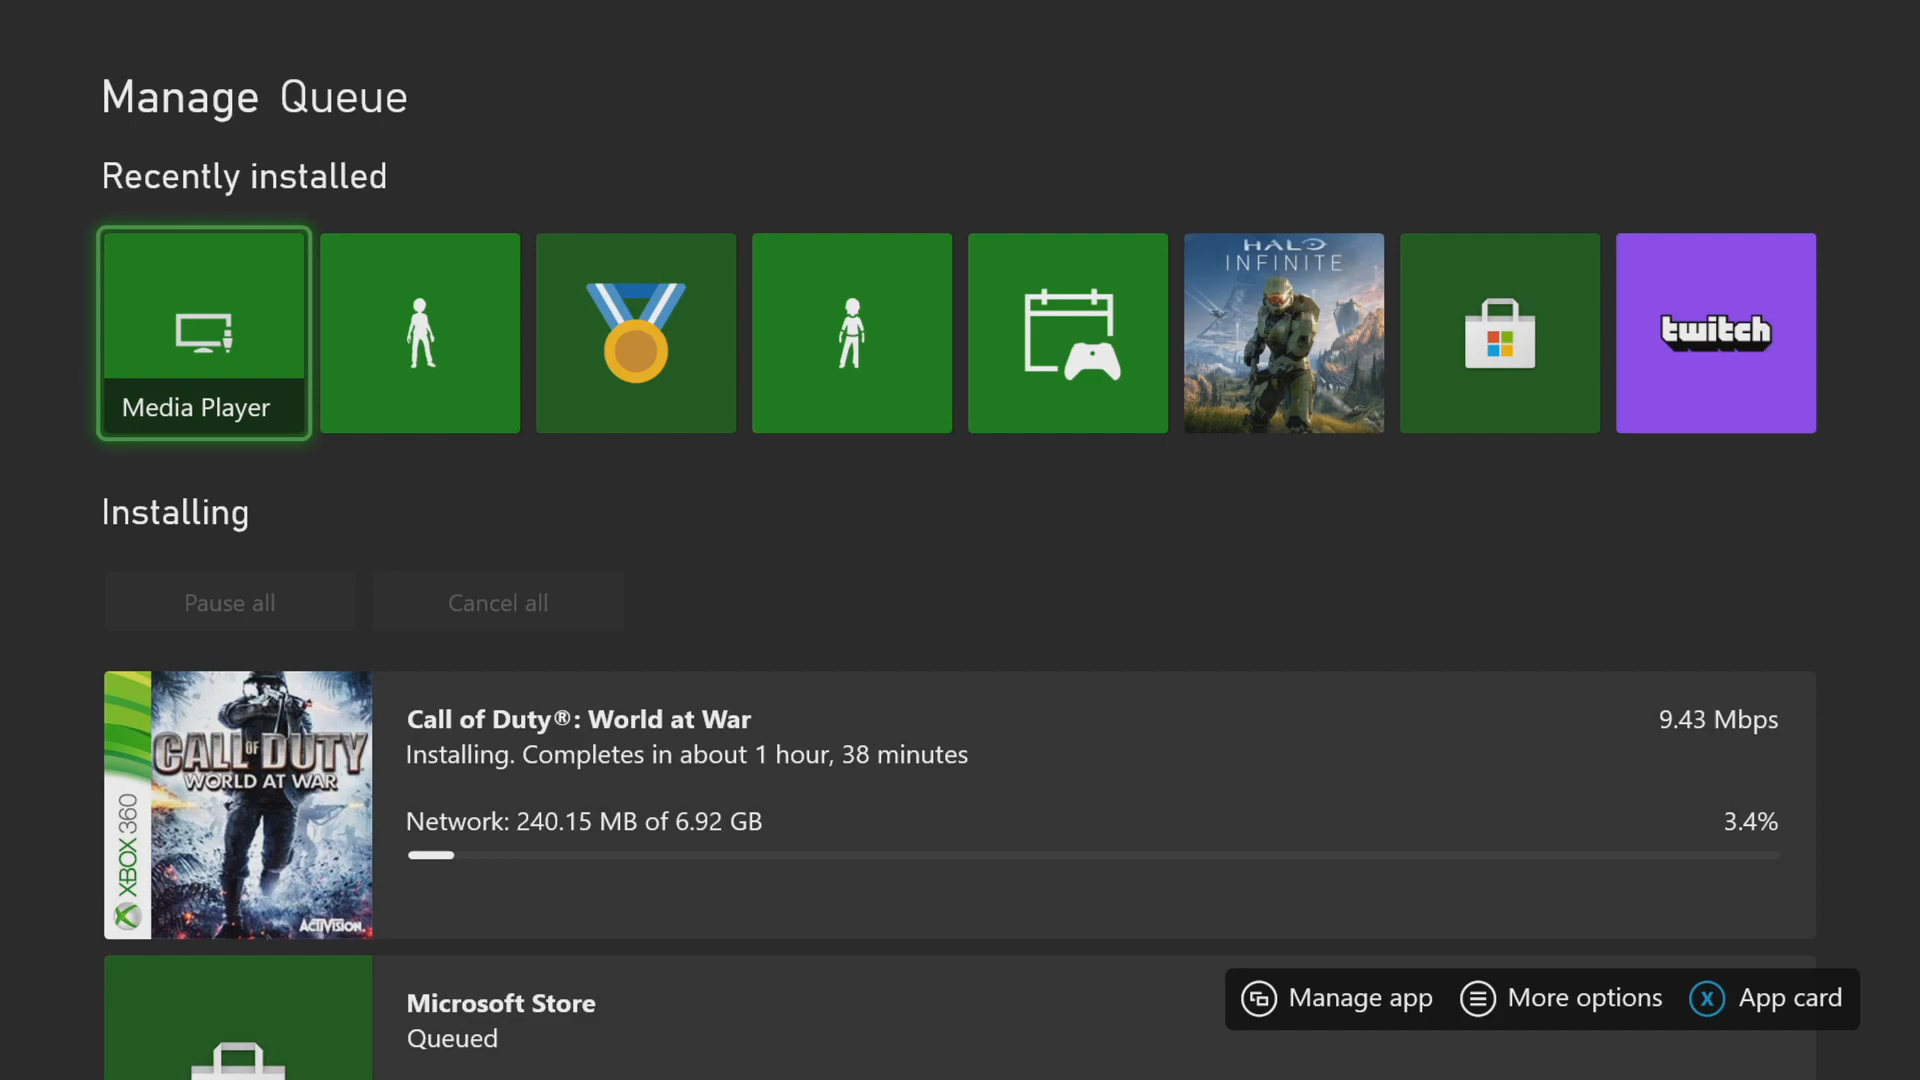 Manage Queue
Recently installed
Media Player
HALO
INFINITE
twitch
Installing
Pause all
Cancel all
XBOX 360
CALL OF DUTY
WORLD AT WAR
ACTIVISION
Call of Duty®: World at War
9.43 Mbps
Installing. Completes in about 1 hour, 38 minutes
Network: 240.15 MB of 6.92 GB
3.4%
Microsoft Store
Queued
Manage app
More options
X App card